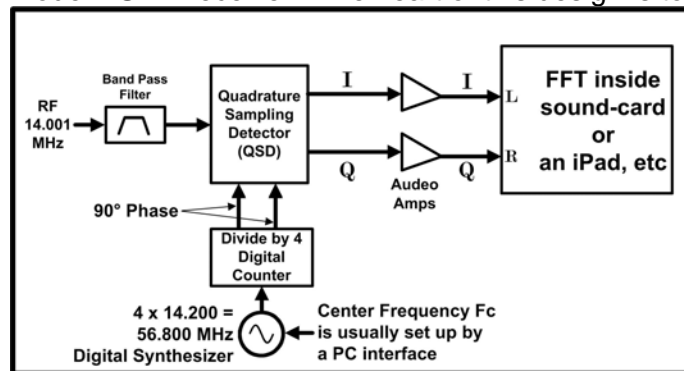 Band Pass
Filter
RF
14.001
MHz
Quadrature
Sampling
Detector
(QSD)
I
I
L
Q
Q
R
Audeo
Amps
FFT inside
sound-card
or
an iPad, etc
90° Phase
Divide by 4
Digital
Counter
4 x 14.200 =
56.800 MHz
Digital Synthesizer
Center Frequency Fc
is usually set up by
a PC interface